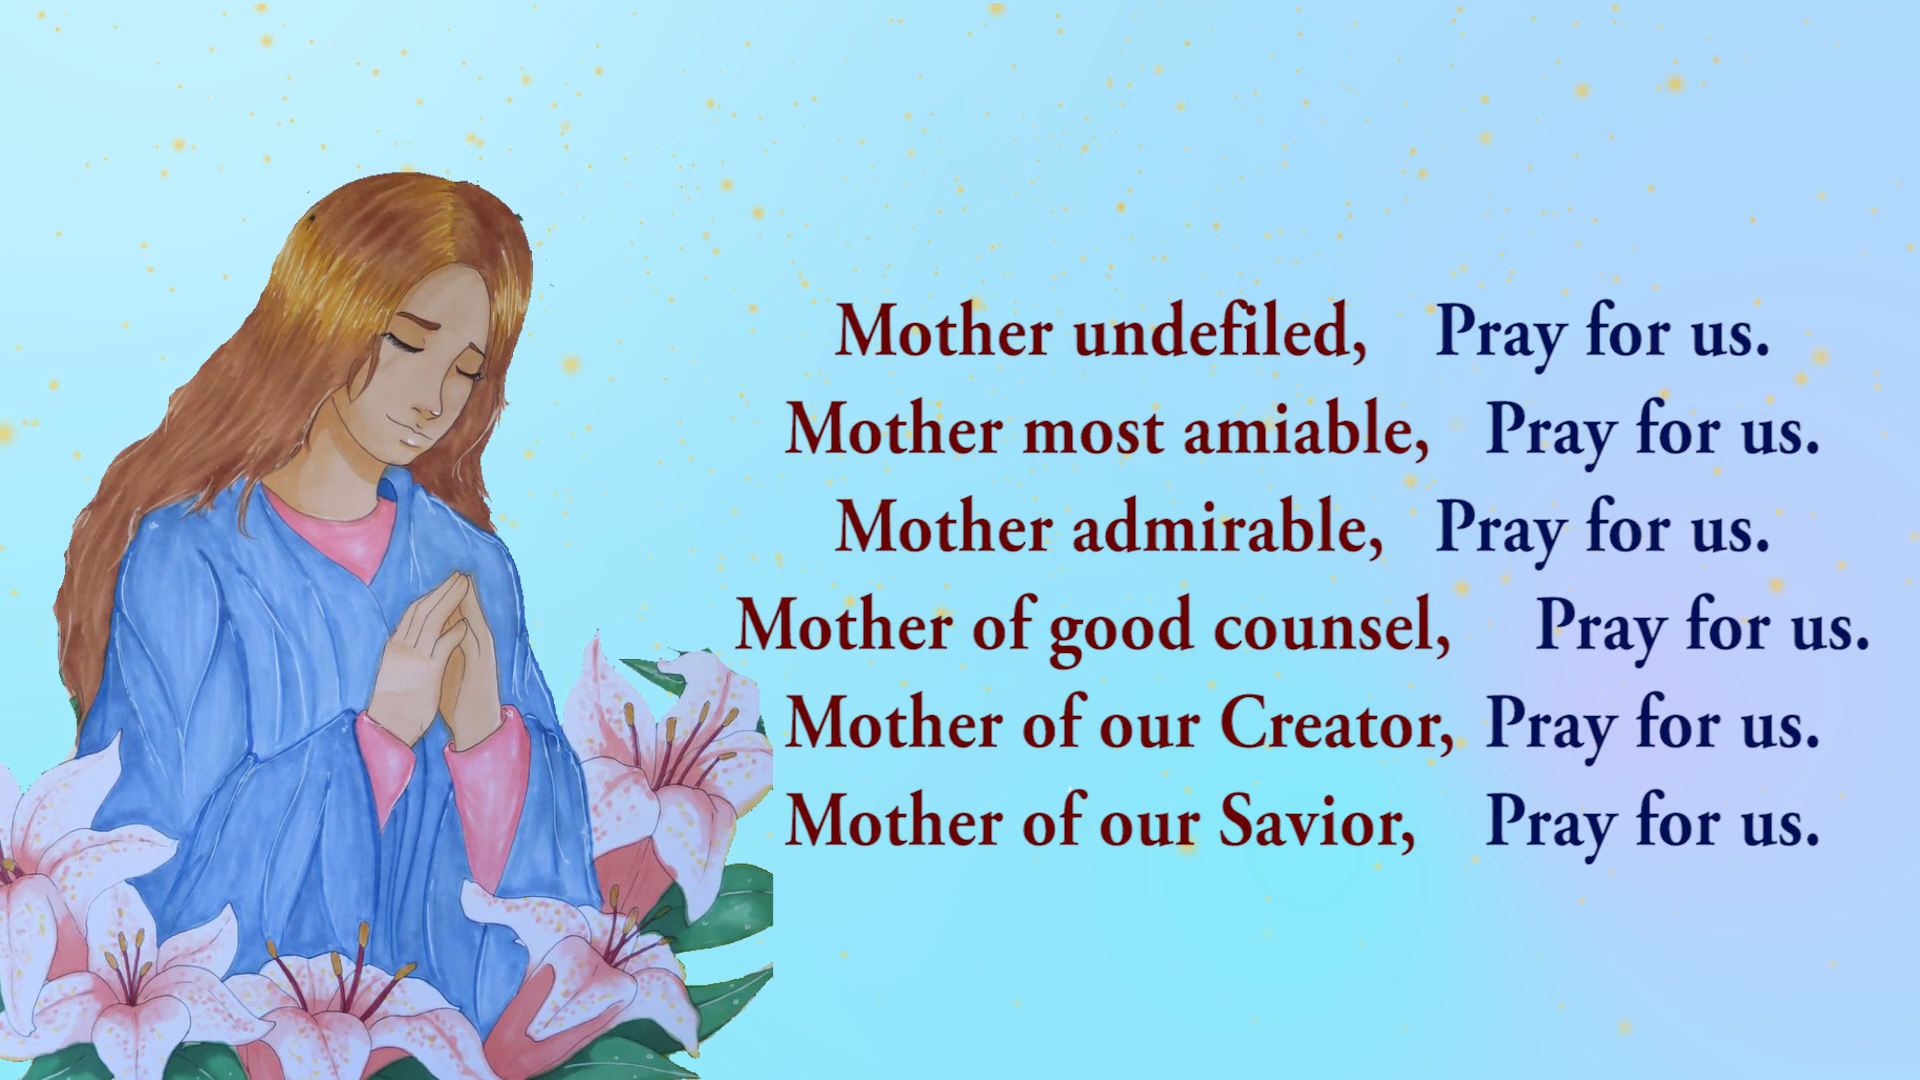 Mother undefiled, Pray for us.
Mother most amiable, Pray for us.
Mother admirable, Pray for us.
Mother of good counsel, Pray for us.
Mother of our Creator, Pray for us.
Mother of our Savior, Pray for us.